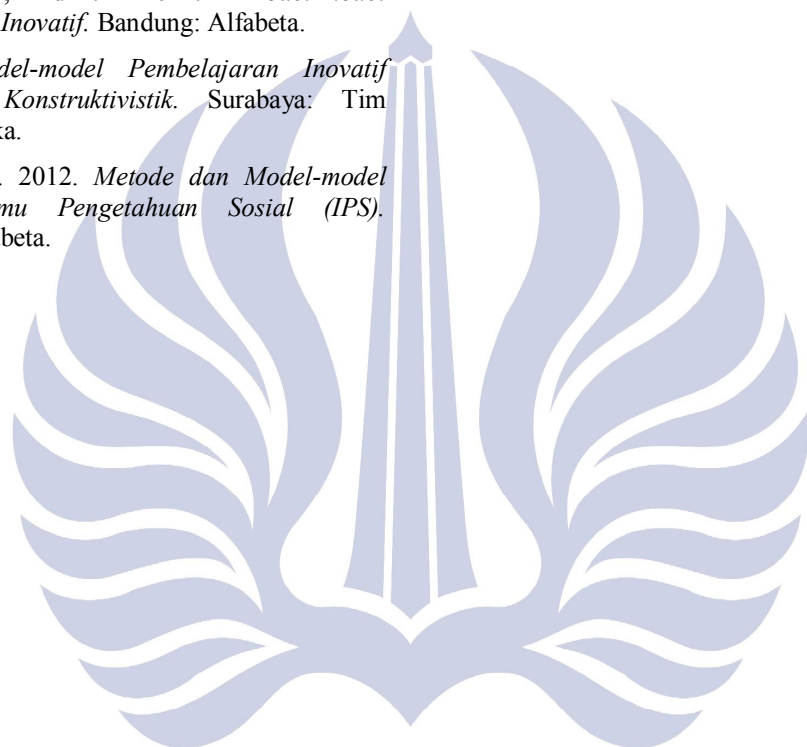 Inovatif. Bandung: Alfabeta.
del-model Pembelajaran Inovatif
Konstruktivistik. Surabaya: Tim
ka.
. 2012. Metode dan Model-model
mu Pengetahuan Sosial (IPS).
beta.